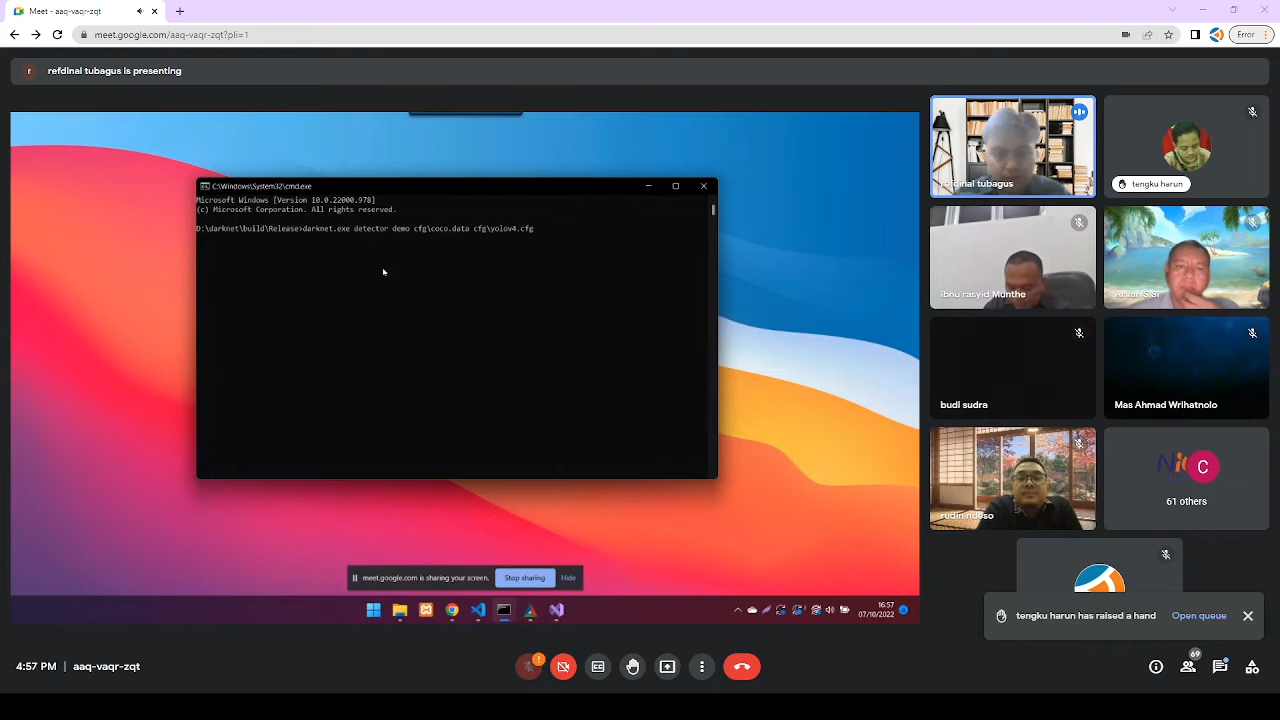 Meet - aaq-vaqr-zqt
meet.google.com/aaq-vaqr-zqt?pli=1
Error
r
refdinal tubagus is presenting
C:\Windows\System32\cmd.exe
Microsoft Windows [Version 10.0.22000.978]
(c) Microsoft Corporation. All rights reserved.
D:\darknet\build\Release>darknet.exe detector demo cfg\coco.data cfg\yolov4.cfg
meet.google.com is sharing your screen.
Stop sharing
Hide
16:57
07/10/2022
refdinal tubagus
tengku harun
ibnu rasyid Munthe
Arvan S.Si
budi sudra
Mas Ahmad Wrihatnolo
rudin ndeso
C
61 others
tengku harun has raised a hand
Open queue
4:57 PM | aaq-vaqr-zqt
69